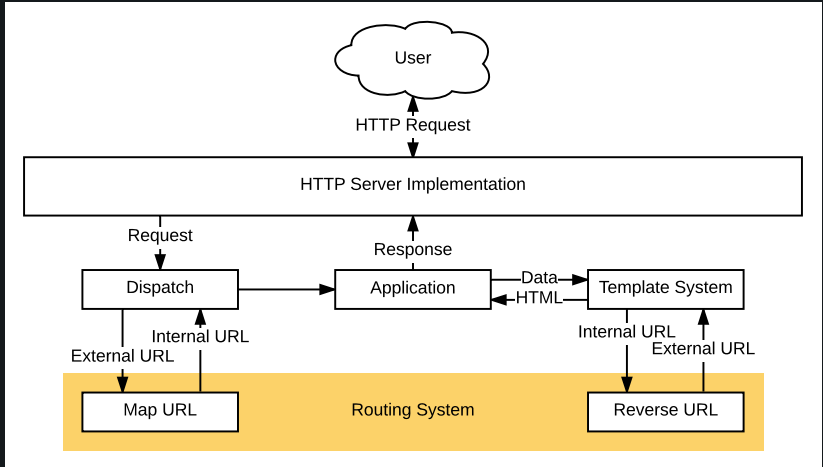 User
HTTP Request
HTTP Server Implementation
Request
Response
Dispatch
Application
Data
HTML
Template System
External URL
Internal URL
Internal URL
External URL
Map URL
Routing System
Reverse URL